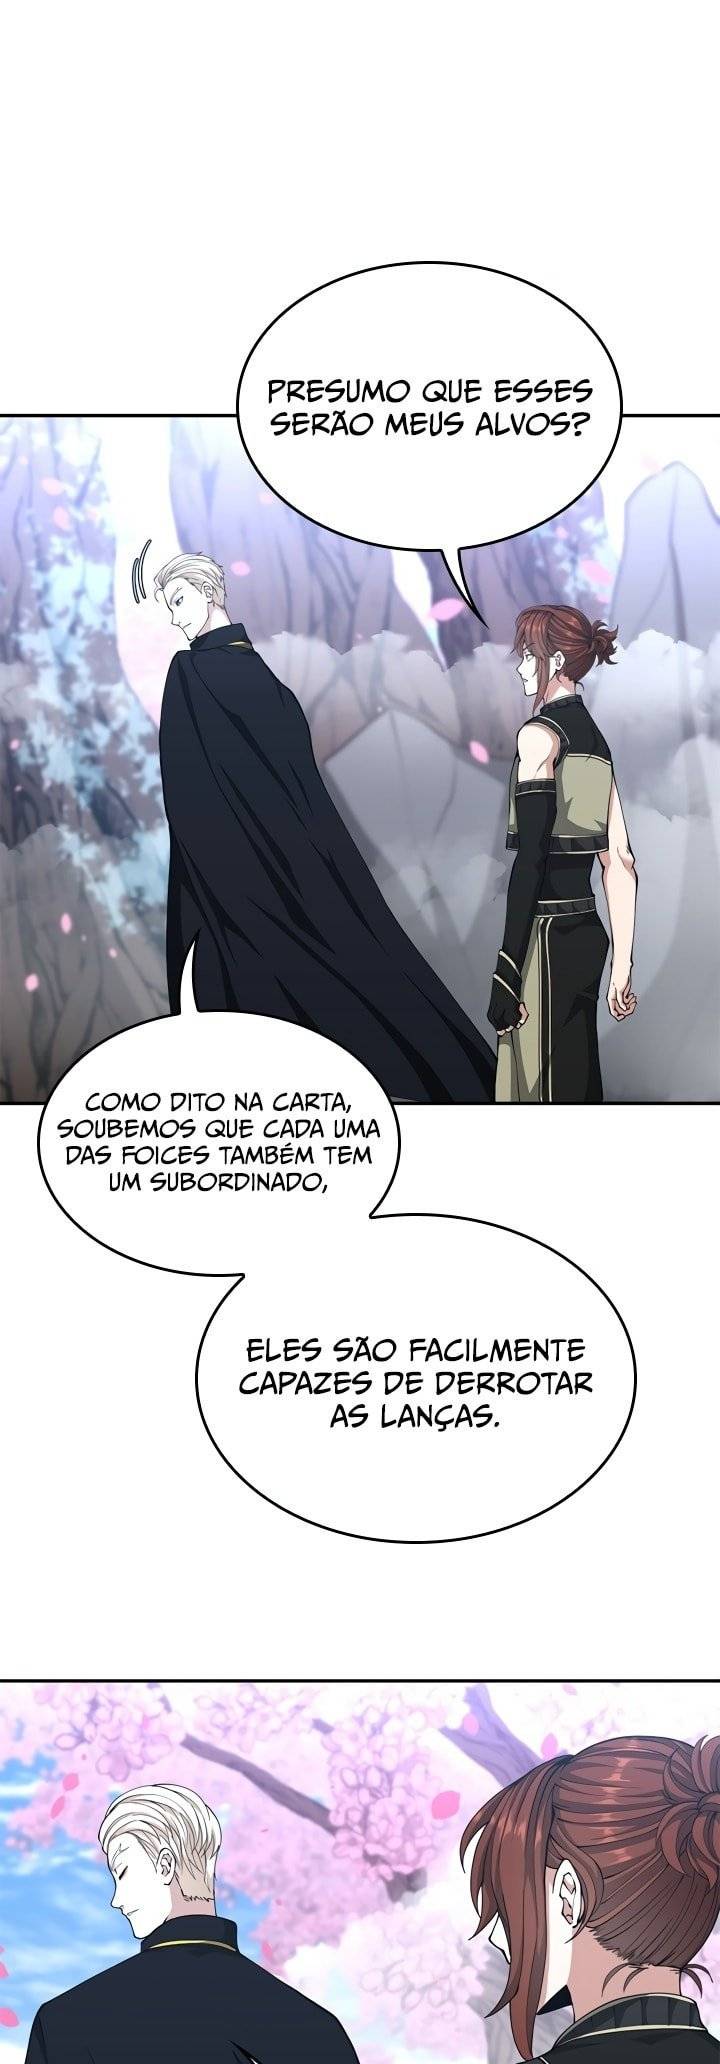 PRESUMO QUE ESSES
SERÃO MEUS ALVOS?
COMO DITO NA CARTA,
SOUBEMOS QUE CADA UMA
DAS FOICES TAMBÉM TEM
UM SUBORDINADO,
ELES SÃO FACILMENTE
CAPAZES DE DERROTAR
AS LANÇAS.